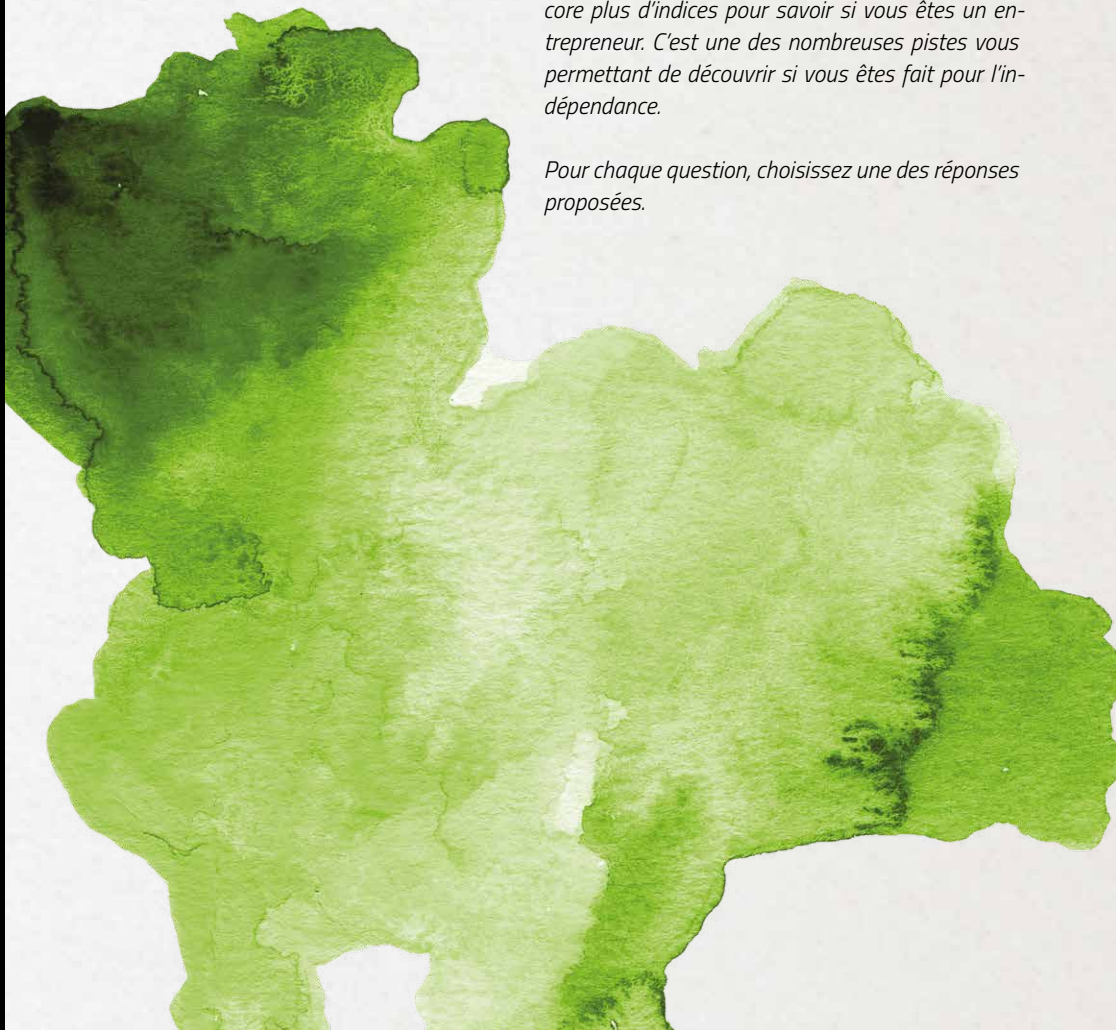 core plus d'indices pour savoir si vous êtes un en-
trepreneur. C'est une des nombreuses pistes vous
permettant de découvrir si vous êtes fait pour l'in-
dépendance.
Pour chaque question, choisissez une des réponses
proposées.